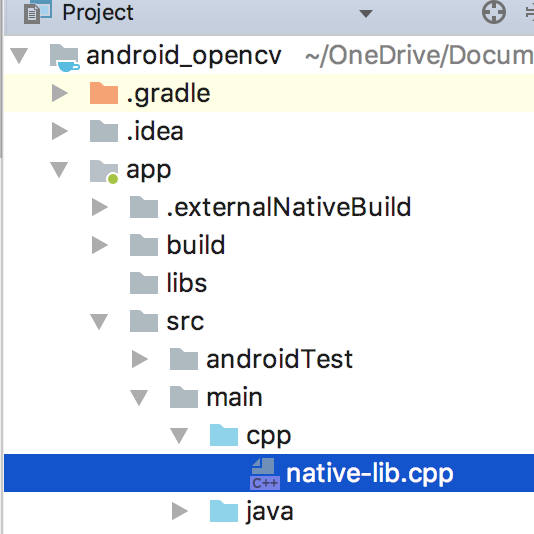 Project
android_opencv ~/OneDrive/Docum
.gradle
.idea
app
.externalNativeBuild
build
libs
src
androidTest
main
cpp
C++ native-lib.cpp
java